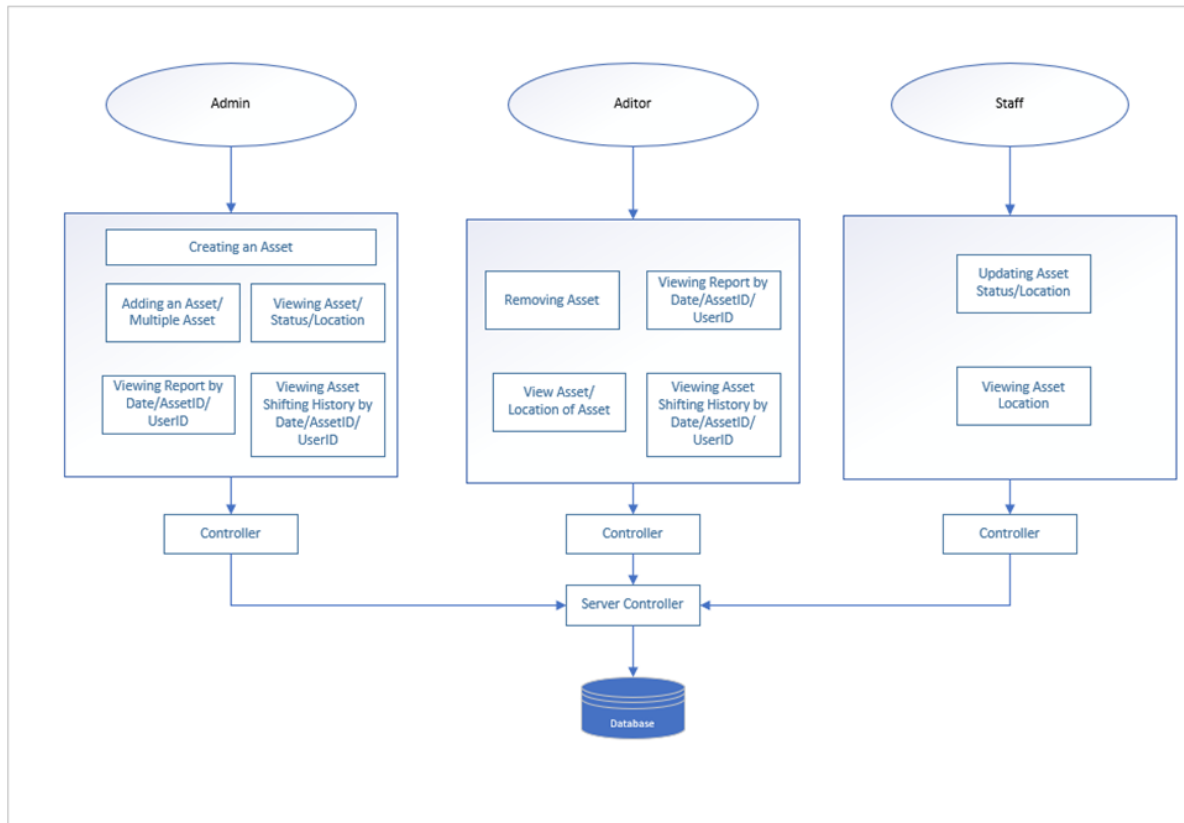 Admin
Aditor
Staff
Creating an Asset
Adding an Asset/
Multiple Asset
Viewing Asset/
Status/Location
Viewing Report by
Date/AssetID/
UserID
Viewing Asset
Shifting History by
Date/AssetID/
UserID
Removing Asset
Viewing Report by
Date/AssetID/
UserID
View Asset/
Location of Asset
Viewing Asset
Shifting History by
Date/AssetID/
UserID
Updating Asset
Status/Location
Viewing Asset
Location
Controller
Controller
Controller
Server Controller
Database